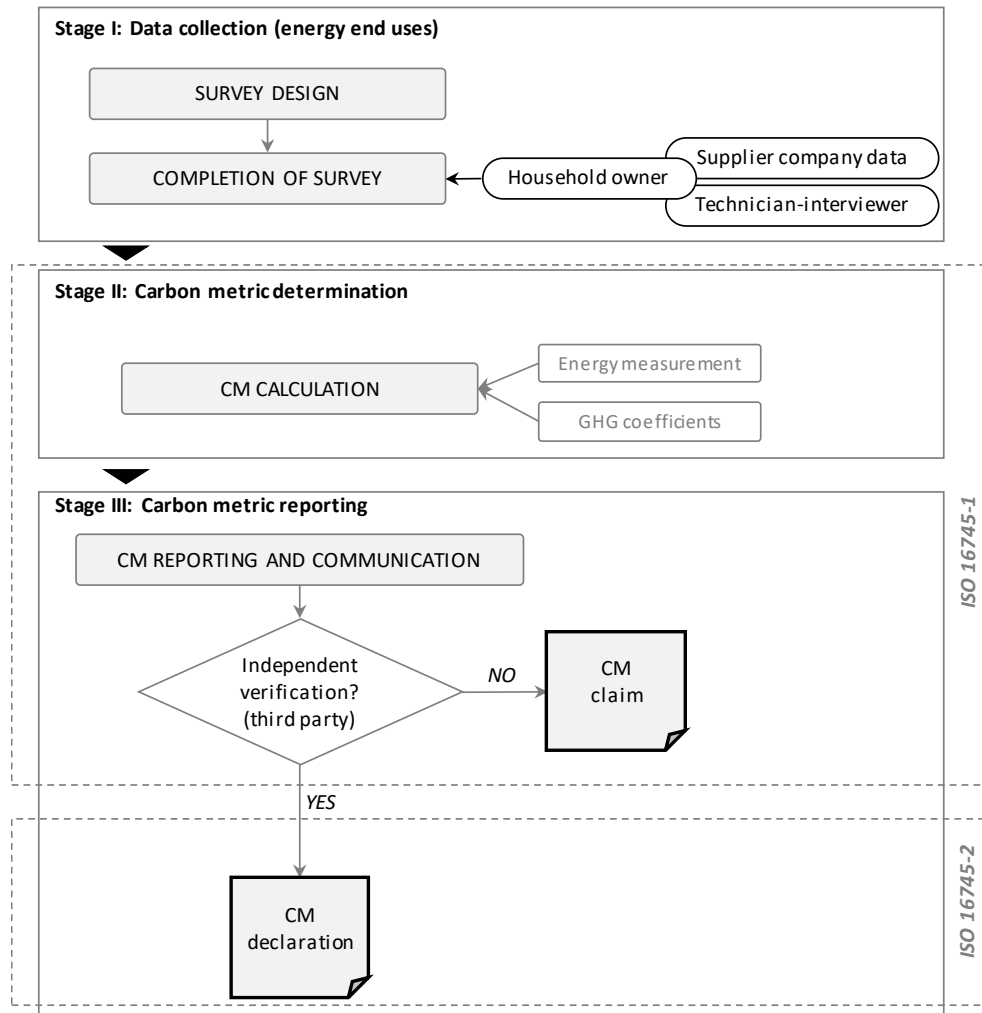 Stage I: Data collection (energy end uses)
SURVEY DESIGN
COMPLETION OF SURVEY
Household owner
Supplier company data
Technician-interviewer
Stage II: Carbon metric determination
CM CALCULATION
Energy measurement
GHG coefficients
Stage III: Carbon metric reporting
CM REPORTING AND COMMUNICATION
Independent
verification?
(third party)
NO
CM
claim
YES
CM
declaration
ISO 16745-1
ISO 16745-2